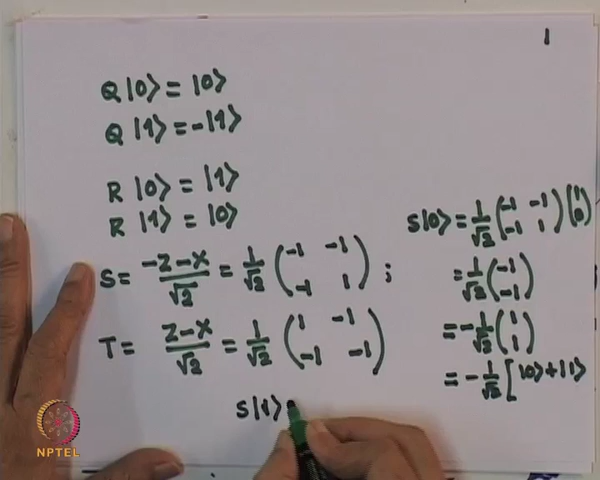 1
Q|0⟩ = |0⟩
Q|1⟩ = -|1⟩
R|0⟩ = |1⟩
R|1⟩ = |0⟩
S = (-Z-X)/√2 = 1/√2 (-1 -1; -1 1) ;
T = (Z-X)/√2 = 1/√2 (1 -1; -1 -1)
S|1⟩
S|0⟩ = 1/√2 (-1 -1; -1 1)(1; 0)
= 1/√2 (-1; -1)
= -1/√2 (1; 1)
= -1/√2 [|0⟩+|1⟩
NPTEL